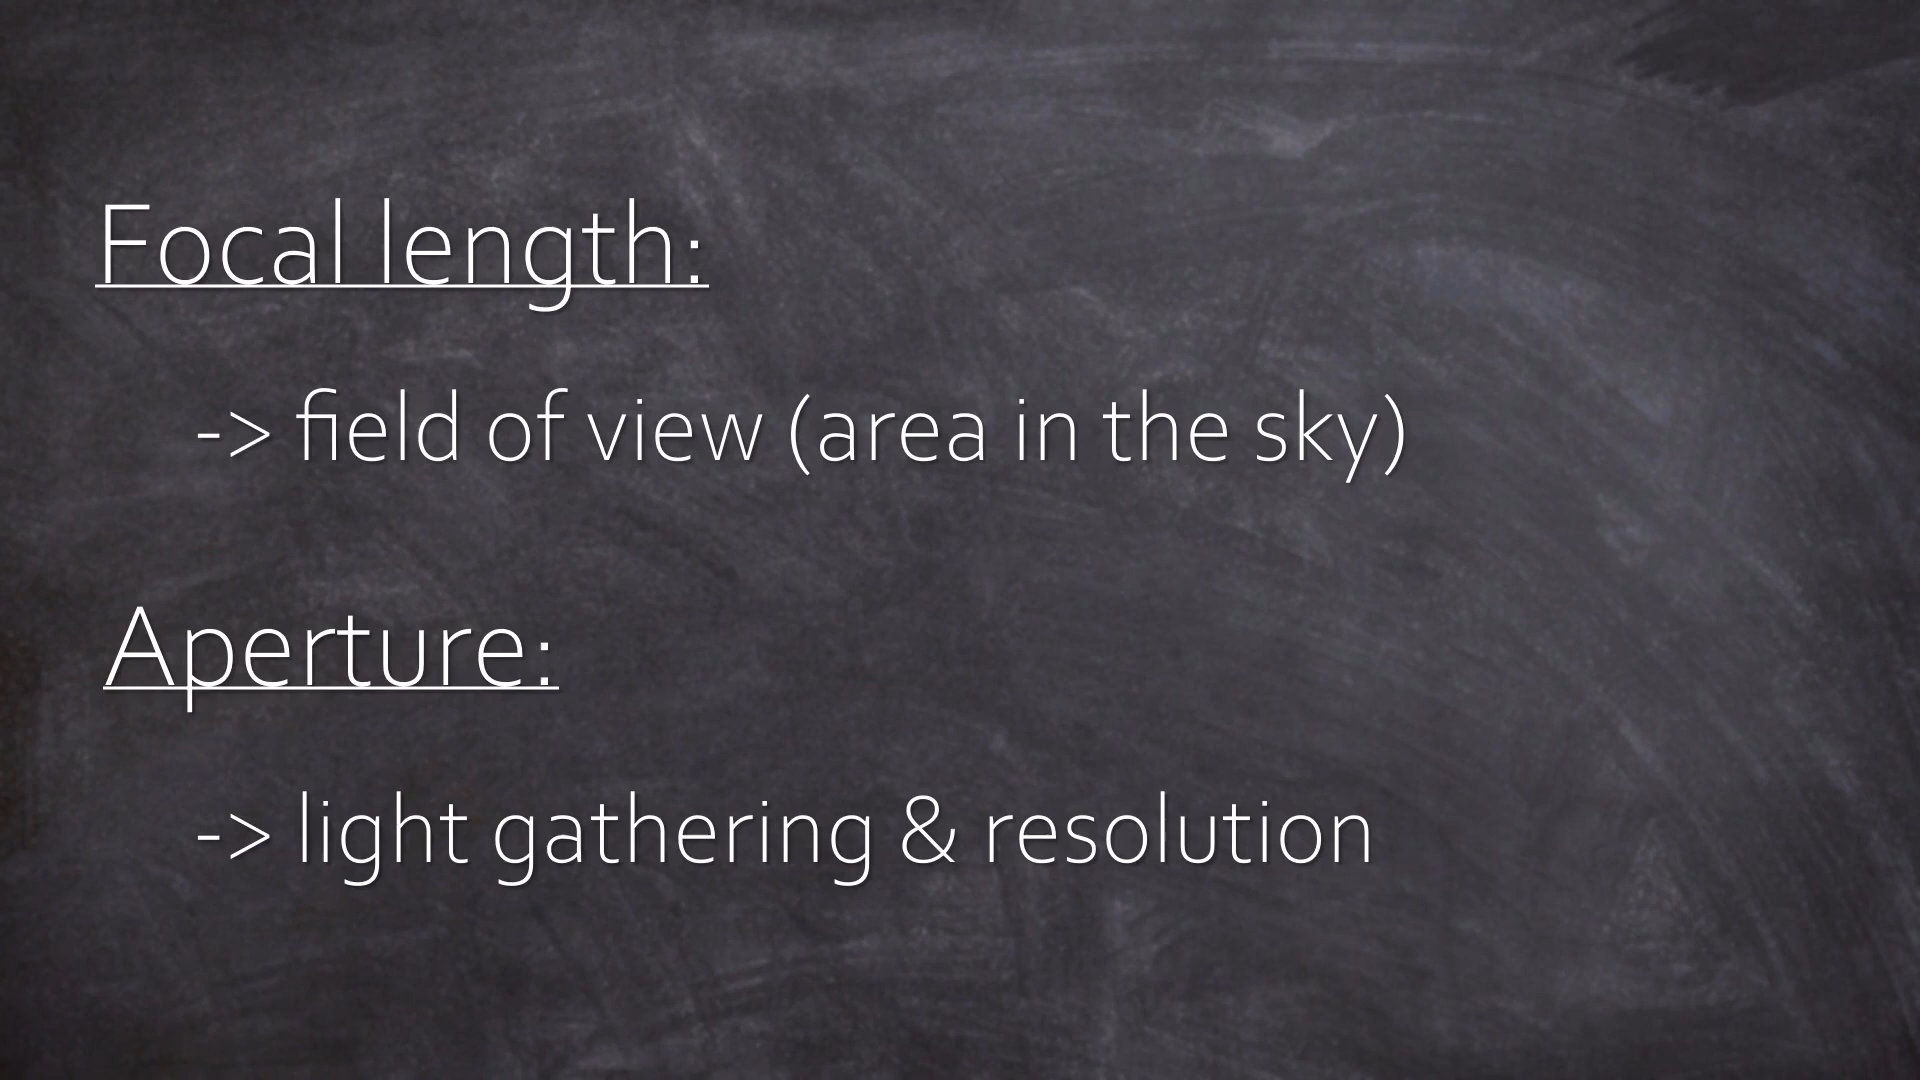 Focal length:
-> field of view (area in the sky)
Aperture:
-> light gathering & resolution